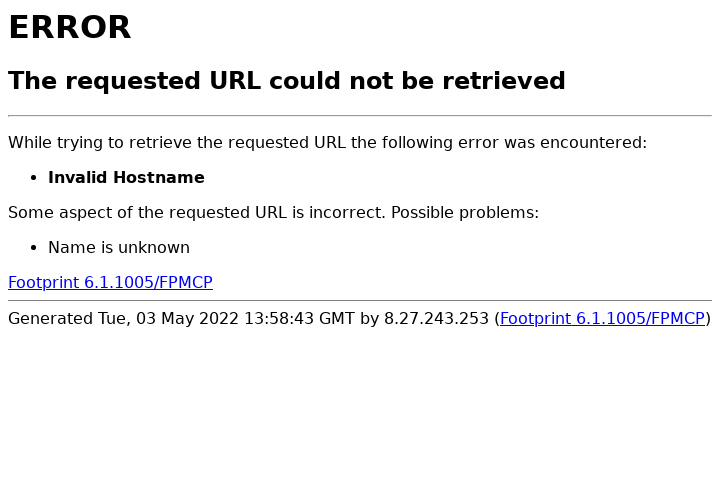 ERROR
The requested URL could not be retrieved
While trying to retrieve the requested URL the following error was encountered:
• Invalid Hostname
Some aspect of the requested URL is incorrect. Possible problems:
• Name is unknown
Footprint 6.1.1005/FPMCP
Generated Tue, 03 May 2022 13:58:43 GMT by 8.27.243.253 (Footprint 6.1.1005/FPMCP)